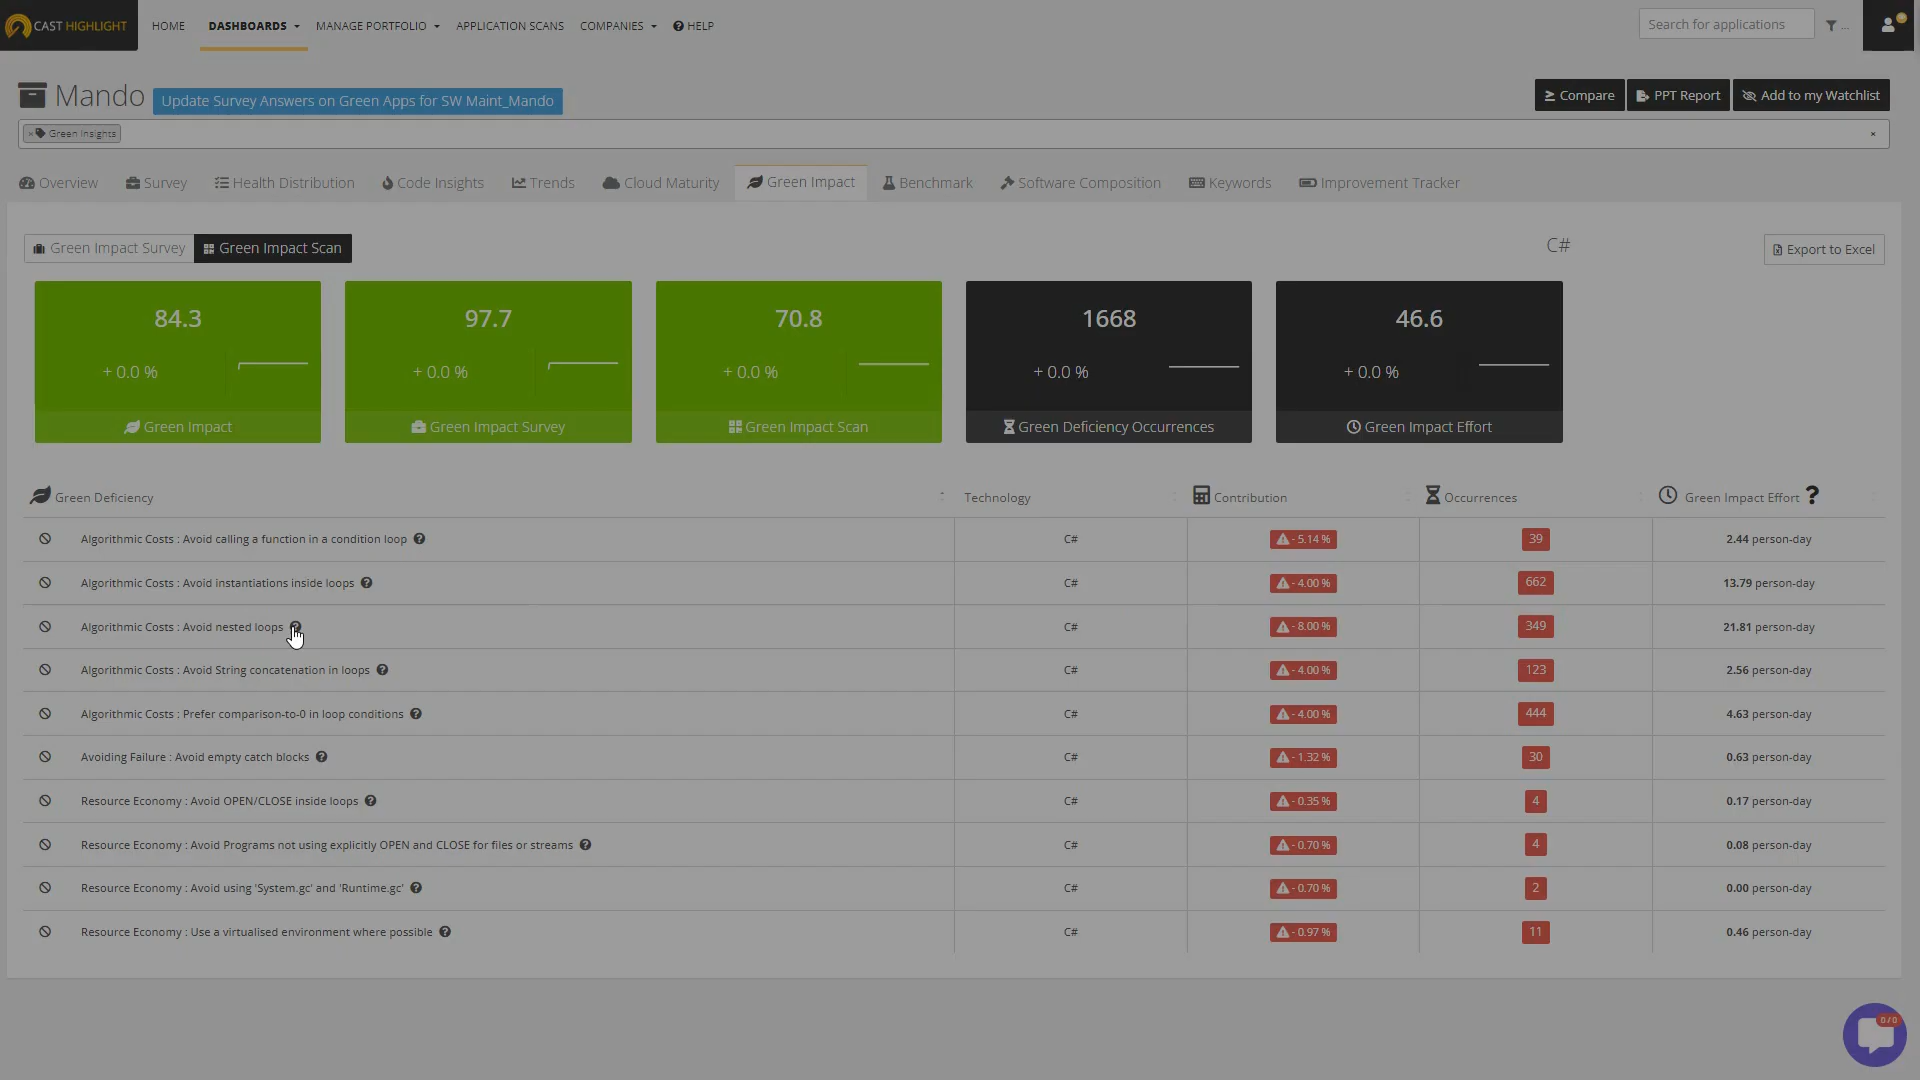 CAST HIGHLIGHT
HOME
DASHBOARDS
MANAGE PORTFOLIO
APPLICATION SCANS
COMPANIES
? HELP
Search for applications
...
Mando
Update Survey Answers on Green Apps for SW Maint_Mando
Compare
PPT Report
Add to my Watchlist
× Green Insights
×
Overview
Survey
Health Distribution
Code Insights
Trends
Cloud Maturity
Green Impact
Benchmark
Software Composition
Keywords
Improvement Tracker
Green Impact Survey
Green Impact Scan
C#
Export to Excel
84.3
+ 0.0 %
Green Impact
97.7
+ 0.0 %
Green Impact Survey
70.8
+ 0.0 %
Green Impact Scan
1668
+ 0.0 %
Green Deficiency Occurrences
46.6
+ 0.0 %
Green Impact Effort
Green Deficiency Technology Contribution Occurrences Green Impact Effort ?
Algorithmic Costs : Avoid calling a function in a condition loop ? C# - 5.14 % 39 2.44 person-day
Algorithmic Costs : Avoid instantiations inside loops ? C# - 4.00 % 662 13.79 person-day
Algorithmic Costs : Avoid nested loops ? C# - 8.00 % 349 21.81 person-day
Algorithmic Costs : Avoid String concatenation in loops ? C# - 4.00 % 123 2.56 person-day
Algorithmic Costs : Prefer comparison-to-0 in loop conditions ? C# - 4.00 % 444 4.63 person-day
Avoiding Failure : Avoid empty catch blocks ? C# - 1.32 % 30 0.63 person-day
Resource Economy : Avoid OPEN/CLOSE inside loops ? C# - 0.35 % 4 0.17 person-day
Resource Economy : Avoid Programs not using explicitly OPEN and CLOSE for files or streams ? C# - 0.70 % 4 0.08 person-day
Resource Economy : Avoid using 'System.gc' and 'Runtime.gc' ? C# - 0.70 % 2 0.00 person-day
Resource Economy : Use a virtualised environment where possible ? C# - 0.97 % 11 0.46 person-day
0/0